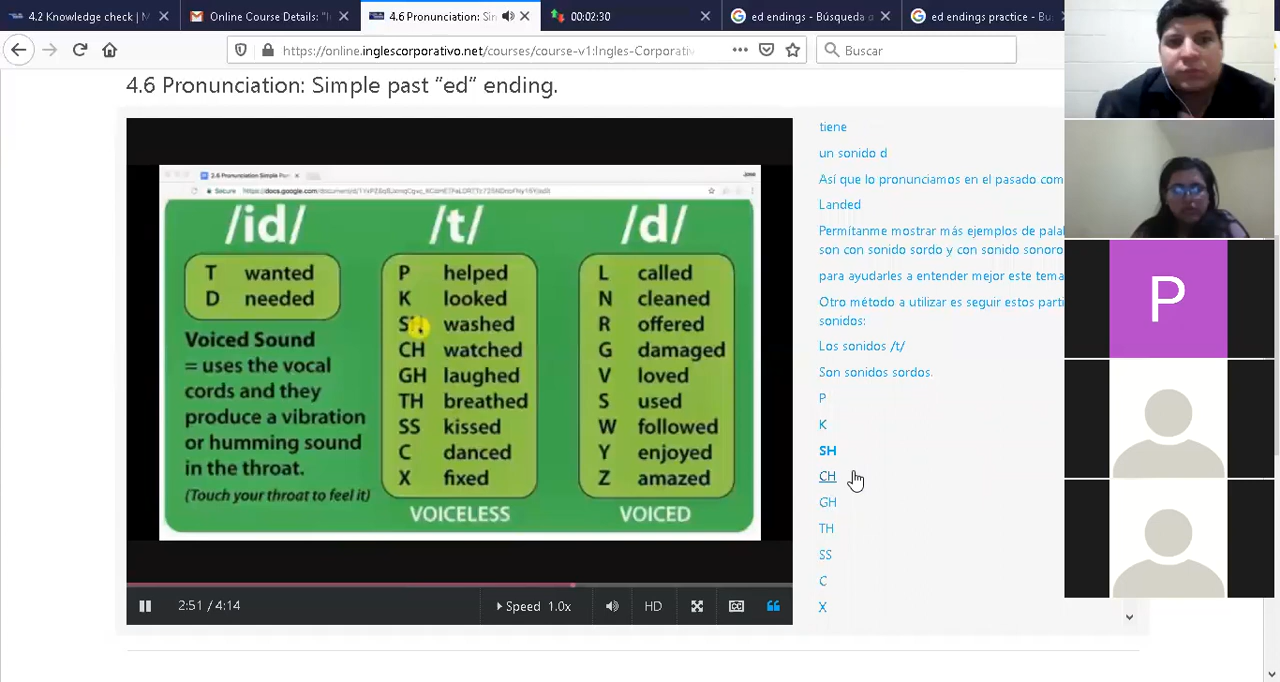 4.2 Knowledge check | M
Online Course Details: "I
4.6 Pronunciation: Sim
00:02:30
ed endings - Búsqueda
ed endings practice - Bu
https://online.inglescorporativo.net/courses/course-v1:Ingles-Corporativ
Buscar
4.6 Pronunciation: Simple past “ed” ending.
/id/
T wanted
D needed
Voiced Sound
= uses the vocal
cords and they
produce a vibration
or humming sound
in the throat.
(Touch your throat to feel it)
/t/
P helped
K looked
washed
CH watched
GH laughed
TH breathed
SS kissed
C danced
X fixed
VOICELESS
/d/
L called
N cleaned
R offered
G damaged
V loved
S used
W followed
Y enjoyed
Z amazed
VOICED
2:51 / 4:14
Speed 1.0x
HD
tiene
un sonido d
Así que lo pronunciamos en el pasado com
Landed
Permítanme mostrar más ejemplos de pala
son con sonido sordo y con sonido sonoro
para ayudarles a entender mejor este tema
Otro método a utilizar es seguir estos parti
sonidos:
Los sonidos /t/
Son sonidos sordos.
P
K
SH
CH
GH
TH
SS
C
X
P